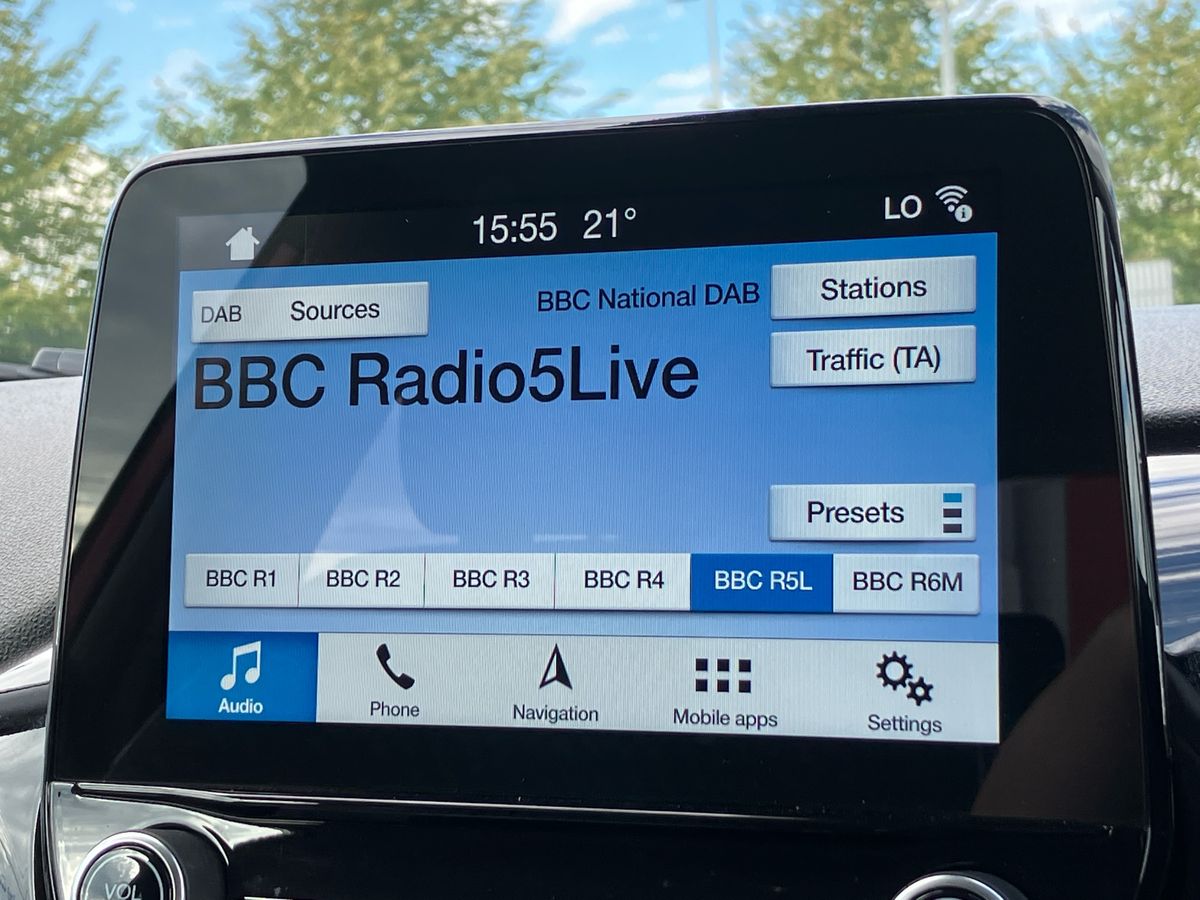 15:55 21° LO
DAB Sources
BBC National DAB
Stations
BBC Radio5Live
Traffic (TA)
Presets
BBC R1 BBC R2 BBC R3 BBC R4 BBC R5L BBC R6M
Audio Phone Navigation Mobile apps Settings
VOL